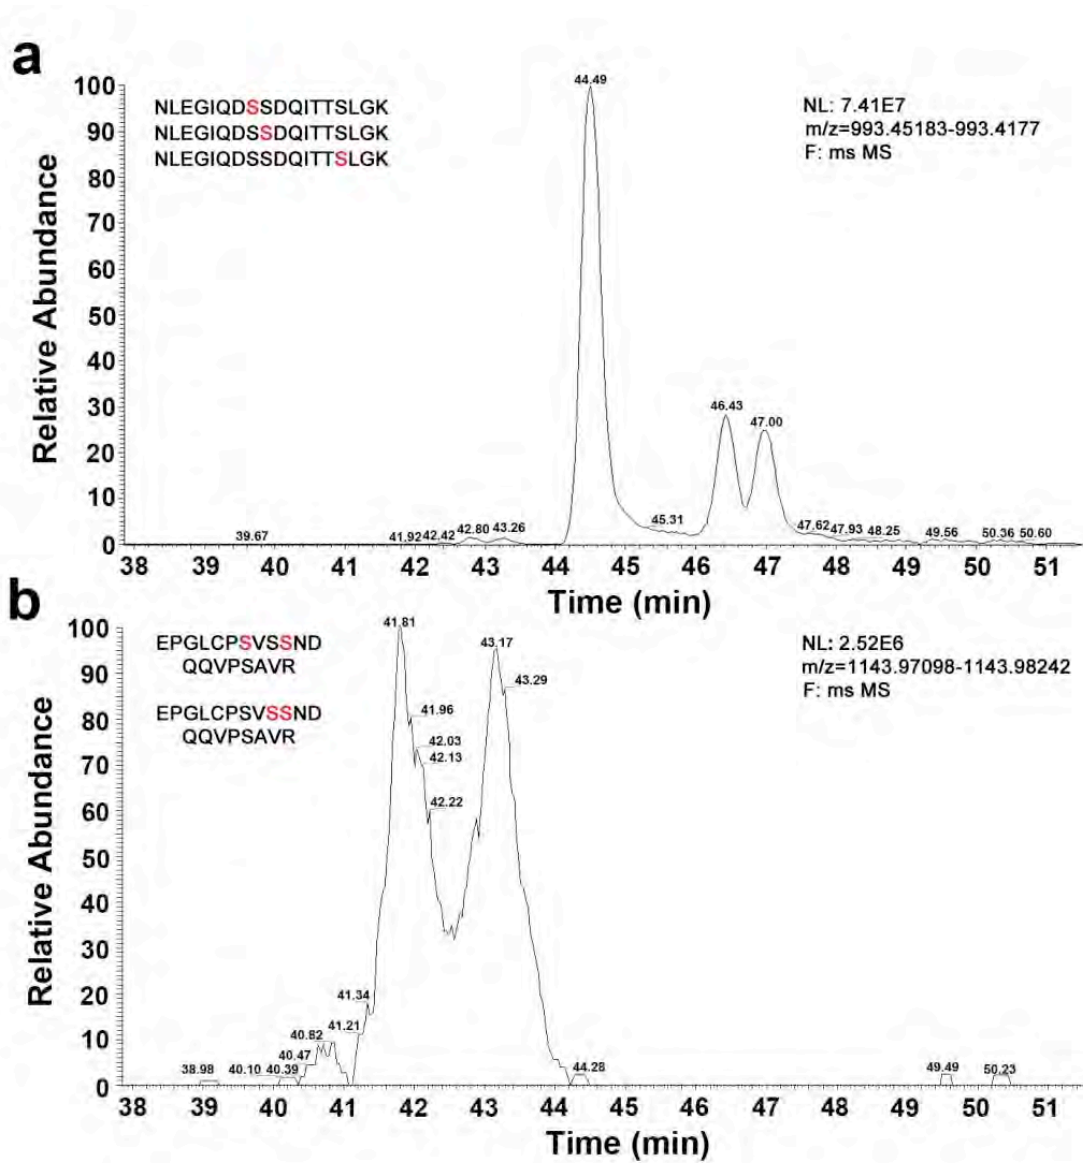 a
NLEGIQDSSDQITTSLGK
NLEGIQDSSDQITTSLGK
NLEGIQDSSDQITTSLGK
NL: 7.41E7
m/z=993.45183-993.4177
F: ms MS
Relative Abundance
100
90
80
70
60
50
40
30
20
10
0
44.49
46.43
47.00
39.67
41.92
42.42
42.80
43.26
45.31
47.62
47.93
48.25
49.56
50.36
50.60
38 39 40 41 42 43 44 45 46 47 48 49 50 51
Time (min)
b
EPGLCPSVSSND
QQVPSAVR
EPGLCPSVSSND
QQVPSAVR
NL: 2.52E6
m/z=1143.97098-1143.98242
F: ms MS
Relative Abundance
100
90
80
70
60
50
40
30
20
10
0
41.81
43.17
43.29
41.96
42.03
42.13
42.22
41.34
41.21
40.82
40.47
38.98
40.10
40.39
44.28
49.49
50.23
38 39 40 41 42 43 44 45 46 47 48 49 50 51
Time (min)